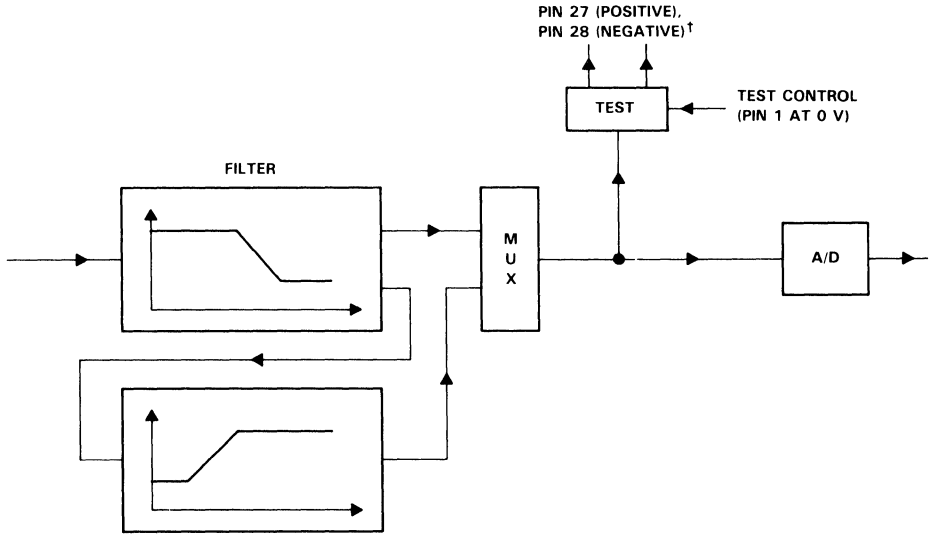 PIN 27 (POSITIVE),
PIN 28 (NEGATIVE)†
TEST
TEST CONTROL
(PIN 1 AT 0 V)
FILTER
M
U
X
A/D